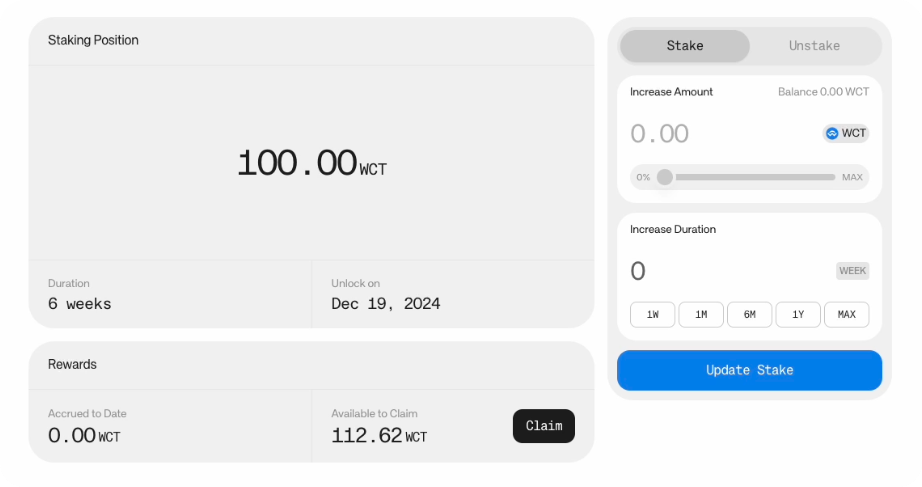 Staking Position
100.00 WCT
Duration
6 weeks
Unlock on
Dec 19, 2024
Rewards
Accrued to Date
0.00 WCT
Available to Claim
112.62 WCT
Claim
Stake Unstake
Increase Amount Balance 0.00 WCT
0.00 WCT
0% MAX
Increase Duration
0 WEEK
1W 1M 6M 1Y MAX
Update Stake